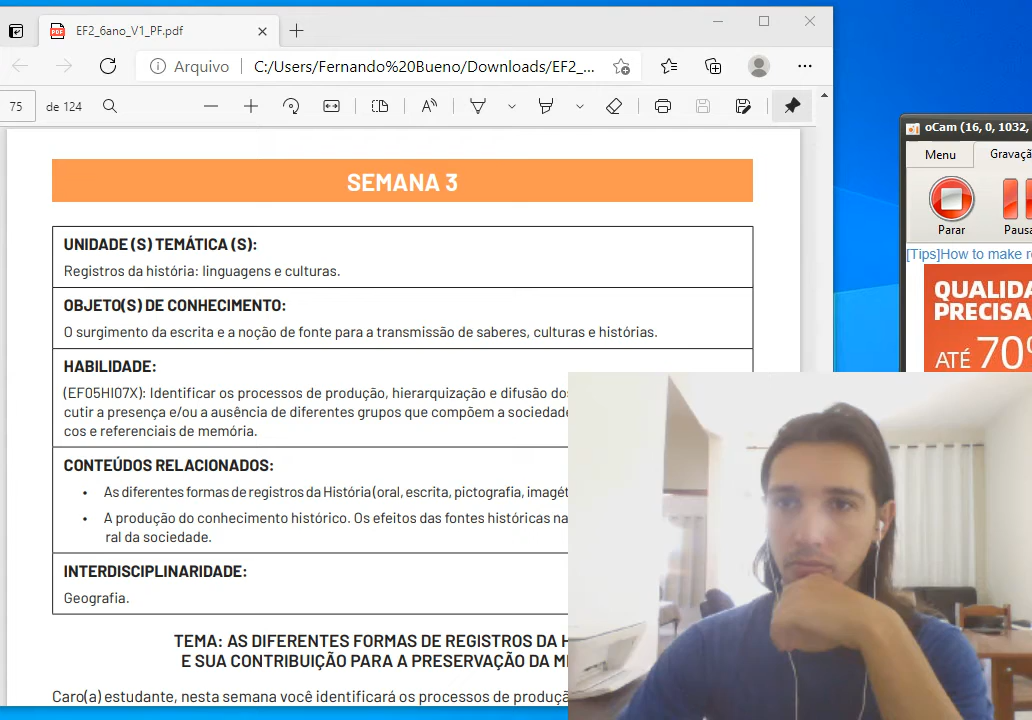 EF2_6ano_V1_PF.pdf
Arquivo
C:/Users/Fernando%20Bueno/Downloads/EF2_...
75 de 124
SEMANA 3
UNIDADE (S) TEMÁTICA (S):
Registros da história: linguagens e culturas.
OBJETO(S) DE CONHECIMENTO:
O surgimento da escrita e a noção de fonte para a transmissão de saberes, culturas e histórias.
HABILIDADE:
(EF05HI07X): Identificar os processos de produção, hierarquização e difusão do
cutir a presença e/ou a ausência de diferentes grupos que compõem a sociedade
cos e referenciais de memória.
CONTEÚDOS RELACIONADOS:
• As diferentes formas de registros da História (oral, escrita, pictografia, imagét
• A produção do conhecimento histórico. Os efeitos das fontes históricas na
ral da sociedade.
INTERDISCIPLINARIDADE:
Geografia.
TEMA: AS DIFERENTES FORMAS DE REGISTROS DA
E SUA CONTRIBUIÇÃO PARA A PRESERVAÇÃO DA
Caro(a) estudante, nesta semana você identificará os processos de produçã
oCam (16, 0, 1032,
Menu
Gravaçã
Parar
Pausa
[Tips]How to make
QUALIDA
PRECISA
ATÉ 70%